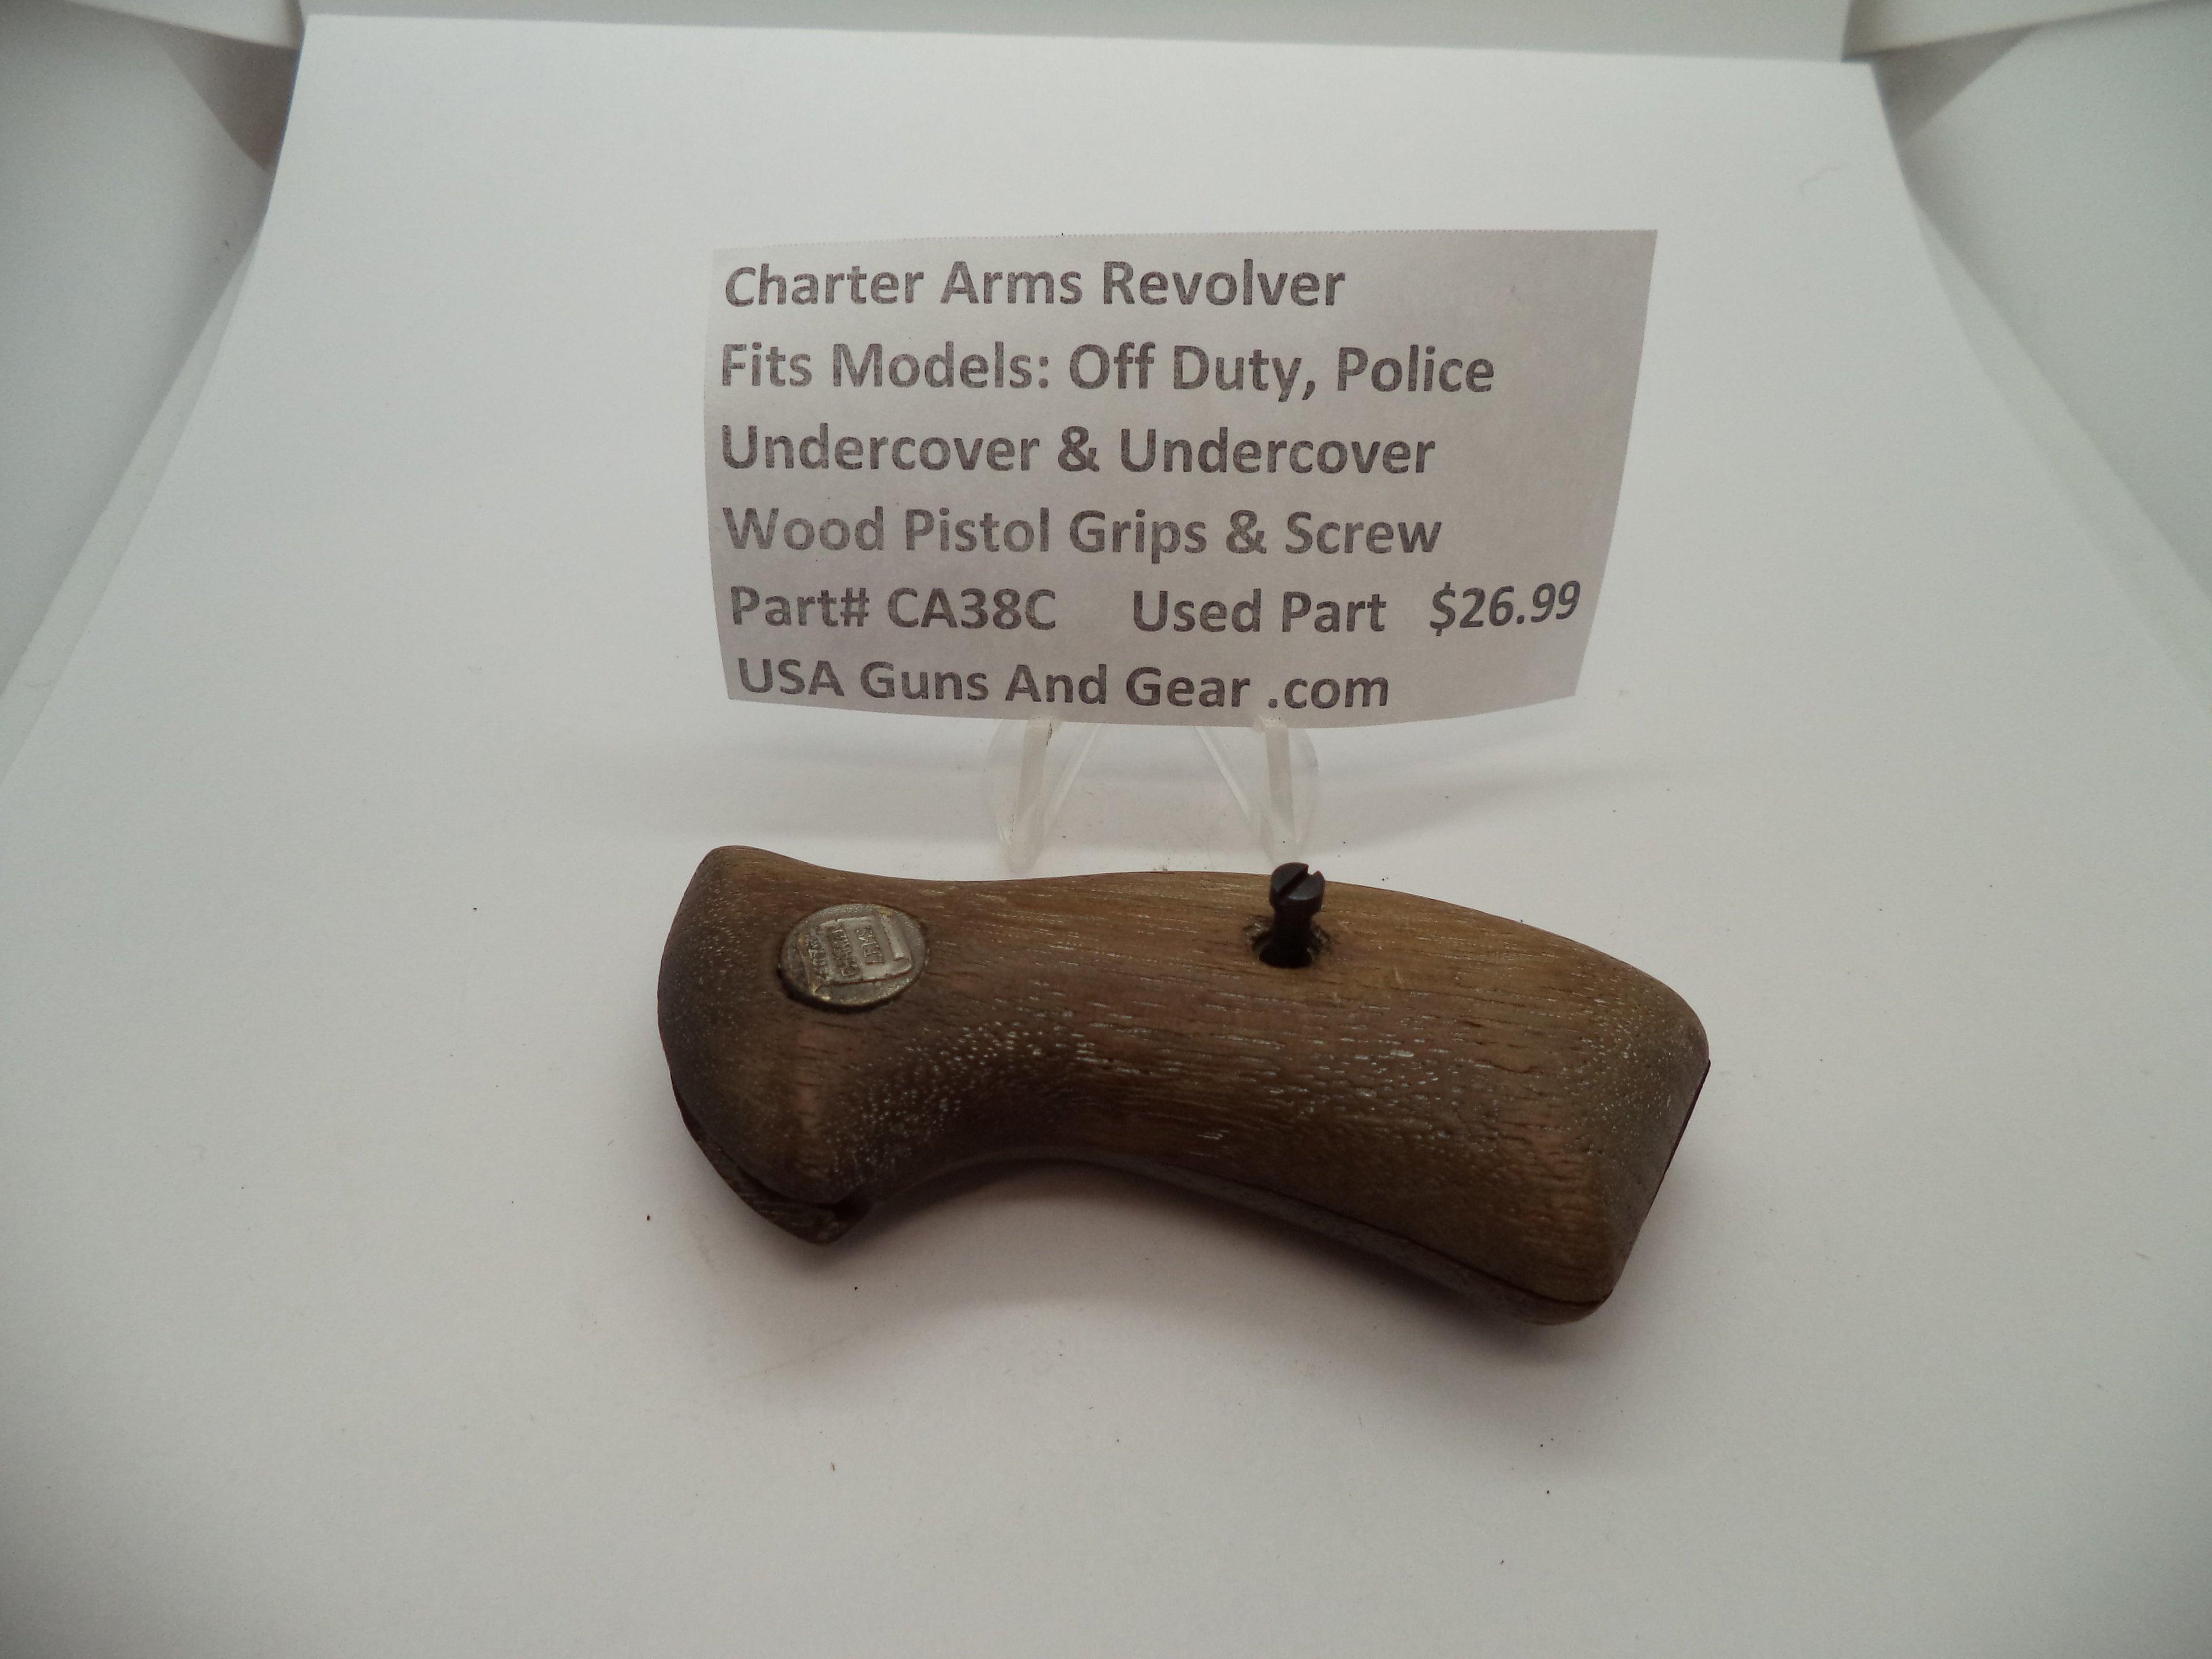 Charter Arms Revolver
Fits Models: Off Duty, Police
Undercover & Undercover
Wood Pistol Grips & Screw
Part# CA38C Used Part $26.99
USA Guns And Gear .com